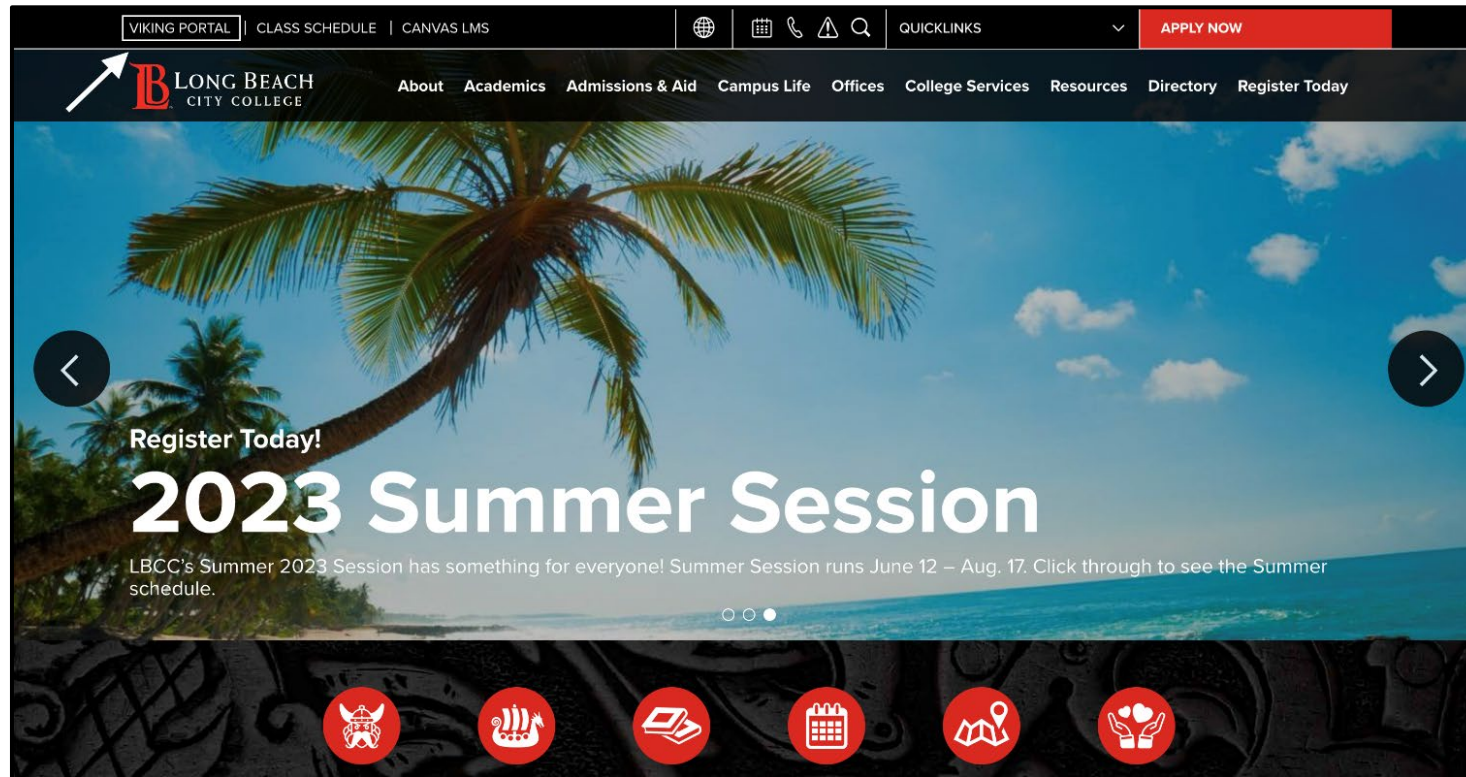 VIKING PORTAL | CLASS SCHEDULE | CANVAS LMS
QUICKLINKS
APPLY NOW
LB LONG BEACH
CITY COLLEGE
About Academics Admissions & Aid Campus Life Offices College Services Resources Directory Register Today
Register Today!
2023 Summer Session
LBCC's Summer 2023 Session has something for everyone! Summer Session runs June 12 – Aug. 17. Click through to see the Summer
schedule.